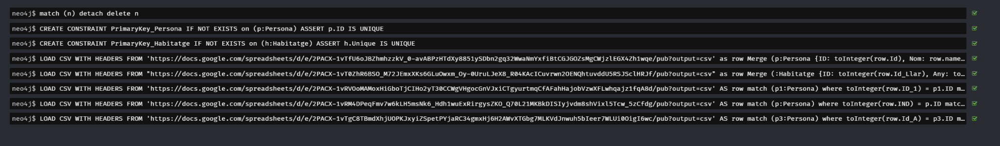 neo4j$ match (n) detach delete n
neo4j$ CREATE CONSTRAINT PrimaryKey_Persona IF NOT EXISTS on (p:Persona) ASSERT p.ID IS UNIQUE
neo4j$ CREATE CONSTRAINT PrimaryKey_Habitatge IF NOT EXISTS on (h:Habitatge) ASSERT h.Unique IS UNIQUE
neo4j$ LOAD CSV WITH HEADERS FROM 'https://docs.google.com/spreadsheets/d/e/2PACX-1vTfU6oJBZhmhzzkV_0-avABPzHTdXy8851ySDbn2gq32WwaNmYxfiBtCGJGOZsMgCWjzlEGX4Zh1wqe/pub?output=csv' as row Merge (p:Persona {ID: toInteger(row.Id), Nom: row.name…
neo4j$ LOAD CSV WITH HEADERS FROM "https://docs.google.com/spreadsheets/d/e/2PACX-1vT0ZhR6BSO_M72JEmxXKs6GLuOwxm_Oy-0UruLJeX8_R04KAcICuvrwn2OENQhtuvddU5RSJSclHRJf/pub?output=csv" as row Merge (:Habitatge {ID: toInteger(row.Id_Llar), Any: to…
neo4j$ LOAD CSV WITH HEADERS FROM 'https://docs.google.com/spreadsheets/d/e/2PACX-1vRVOoMAMoxHiGboTjCIHo2yT30CCWgVHgocGnVJxiCTgyurtmqCfAFahHajobVzwXFLwhqajz1fqA8d/pub?output=csv' AS row match (p1:Persona) where toInteger(row.ID_1) = p1.ID m…
neo4j$ LOAD CSV WITH HEADERS FROM 'https://docs.google.com/spreadsheets/d/e/2PACX-1vRM4DPeqFmv7w6kLH5msNk6_Hdh1wuExRirgysZKO_Q70L21MKBkDISIyjvdm8shVixl5Tcw_5zCfdg/pub?output=csv' AS row match (p:Persona) where toInteger(row.IND) = p.ID matc…
neo4j$ LOAD CSV WITH HEADERS FROM 'https://docs.google.com/spreadsheets/d/e/2PACX-1vTgC8TBmdXhjUOPKJxyiZSpetPYjaRC34gmxHj6H2AWvXTGbg7MLKVdJnwuh5bIeer7WLUi0OigI6wc/pub?output=csv' AS row match (p3:Persona) where toInteger(row.Id_A) = p3.ID m…